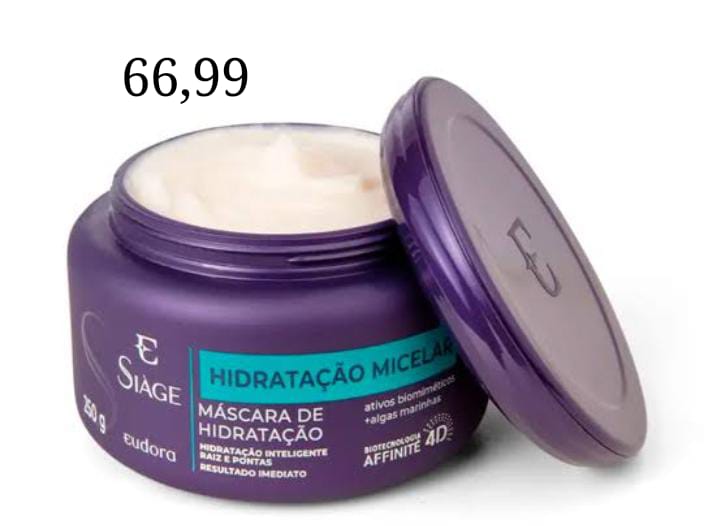 66,99
E
SIÀGE
250 g
eudora
HIDRATAÇÃO MICELAR
MÁSCARA DE
HIDRATAÇÃO
HIDRATAÇÃO INTELIGENTE
RAIZ E PONTAS
RESULTADO IMEDIATO
ativos biomiméticos
+algas marinhas
BIOTECNOLOGIA
AFFINITÉ 4D
E